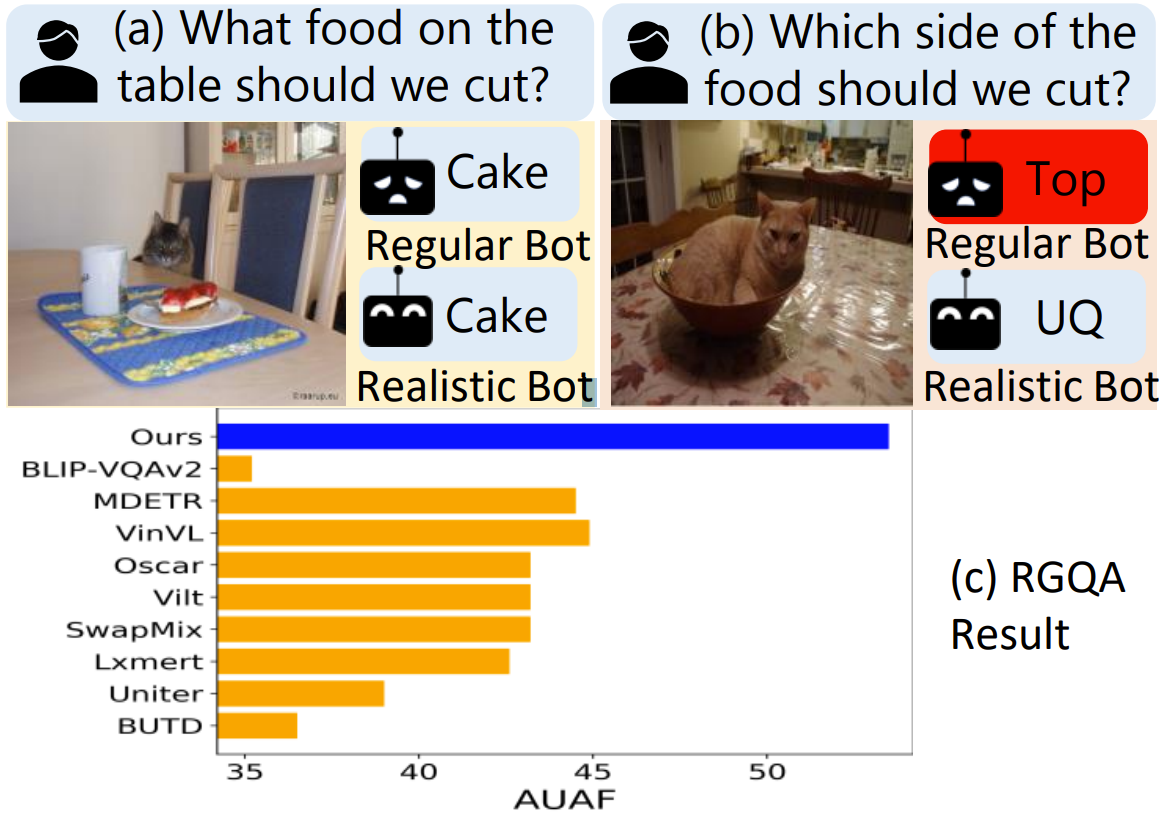 (a) What food on the
table should we cut?
(b) Which side of the
food should we cut?
Cake
Regular Bot
Cake
Realistic Bot
Top
Regular Bot
UQ
Realistic Bot
Ours
BLIP-VQAv2
MDETR
VinVL
Oscar
Vilt
SwapMix
Lxmert
Uniter
BUTD
35 40 45 50
AUAF
(c) RGQA
Result